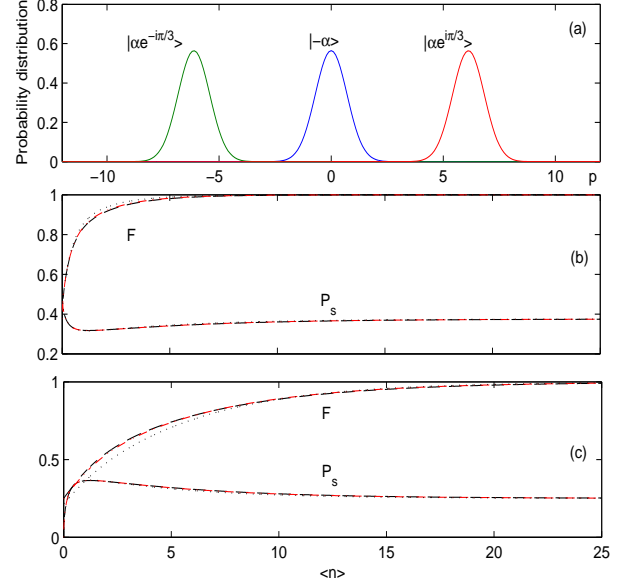 Probability distribution
0.8
0.6
0.4
0.2
0
(a)
|αe^{-iπ/3}>
|-α>
|αe^{iπ/3}>
−10
−5
0
5
10
p
1
0.8
0.6
0.4
0.2
(b)
F
P_s
1
0.5
0
(c)
F
P_s
0
5
10
15
20
25
<n>